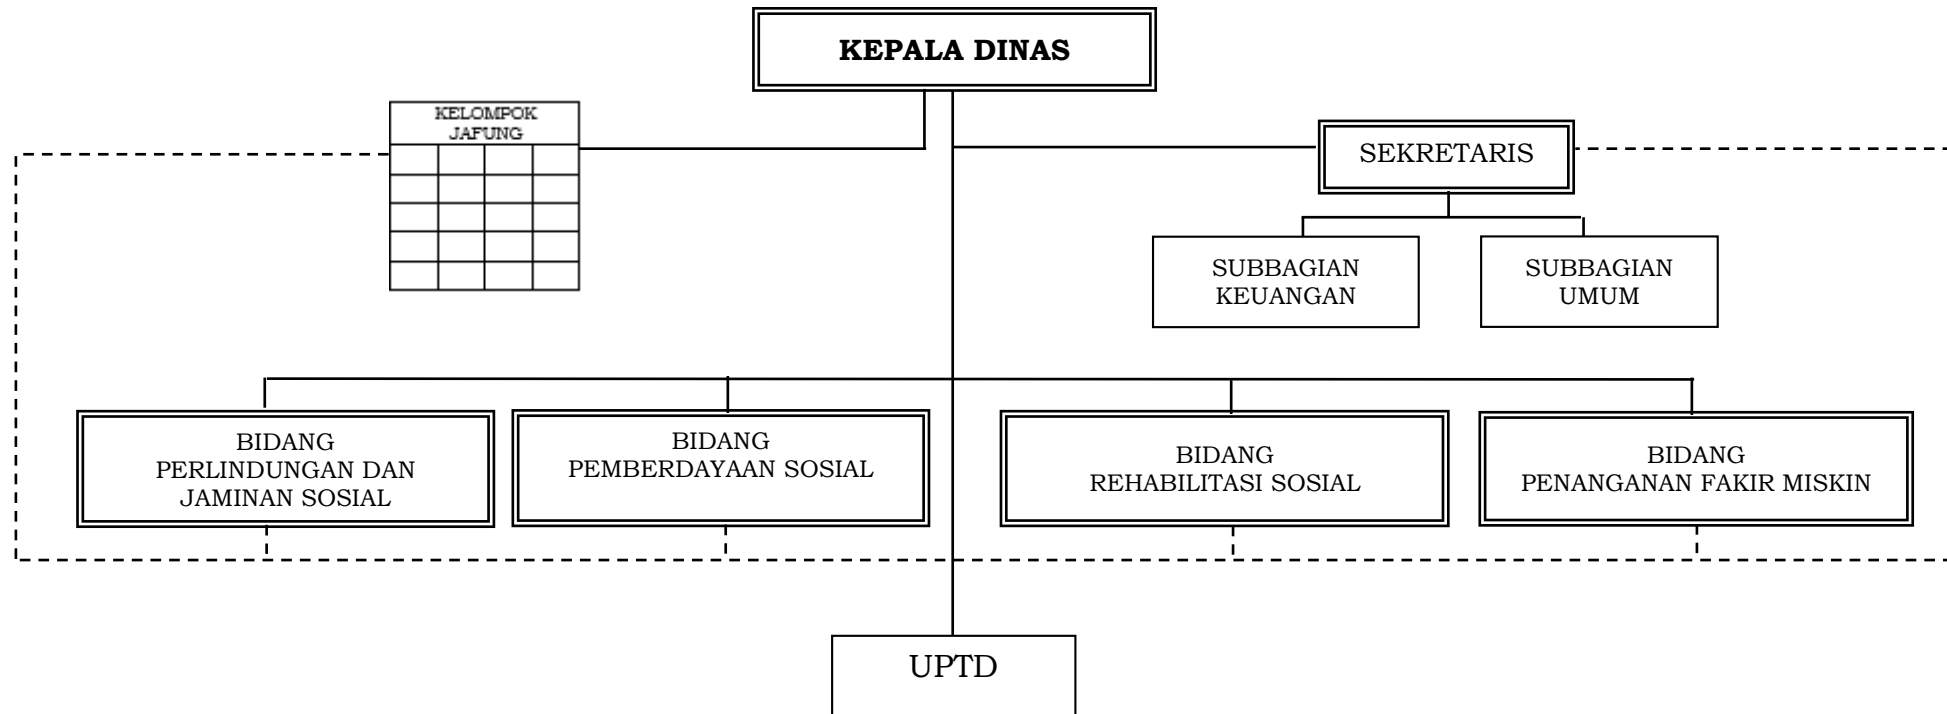 KEPALA DINAS
KELOMPOK
JAFUNG
SEKRETARIS
SUBBAGIAN
KEUANGAN
SUBBAGIAN
UMUM
BIDANG
PERLINDUNGAN DAN
JAMINAN SOSIAL
BIDANG
PEMBERDAYAAN SOSIAL
BIDANG
REHABILITASI SOSIAL
BIDANG
PENANGANAN FAKIR MISKIN
UPTD